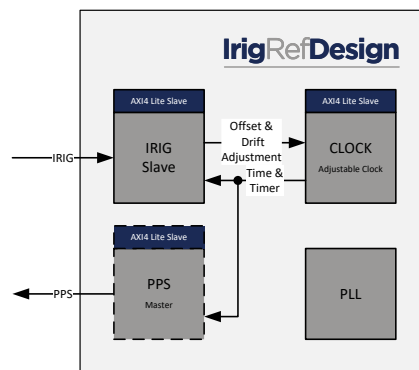 IrigRefDesign
AXI4 Lite Slave
IRIG
Slave
Offset &
Drift
Adjustment
Time &
Timer
AXI4 Lite Slave
CLOCK
Adjustable Clock
IRIG
AXI4 Lite Slave
PPS
Master
PPS
PLL